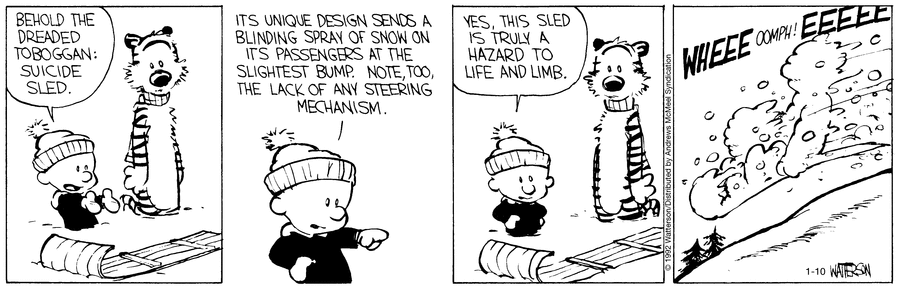 BEHOLD THE
DREADED
TOBOGGAN:
SUICIDE
SLED.
ITS UNIQUE DESIGN SENDS A
BLINDING SPRAY OF SNOW ON
ITS PASSENGERS AT THE
SLIGHTEST BUMP. NOTE, TOO,
THE LACK OF ANY STEERING
MECHANISM.
YES, THIS SLED
IS TRULY A
HAZARD TO
LIFE AND LIMB.
© 1992 Watterson/Distributed by Andrews McMeel Syndication
WHEEE OOMPH! EEEEE
1-10 WATTERSON